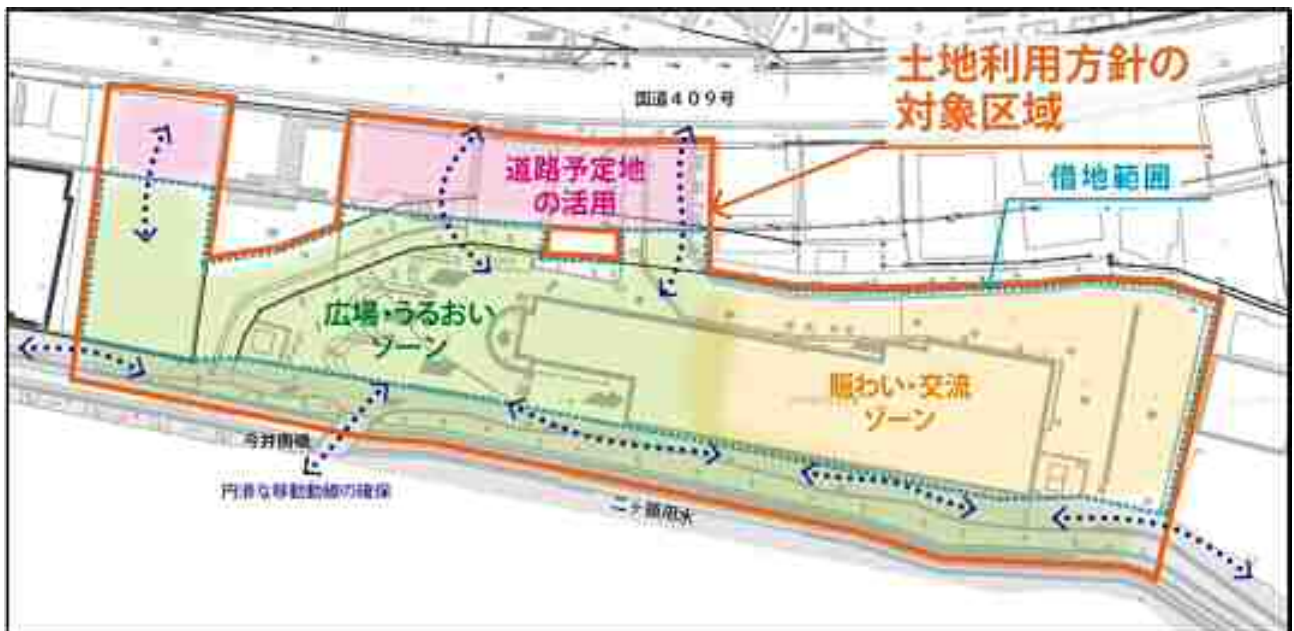 土地利用方針の
対象区域
国道409号
借地範囲
道路予定地
の活用
広場・うるおい
ゾーン
賑わい・交流
ゾーン
今井南橋
円滑な移動動線の確保
二ヶ領用水